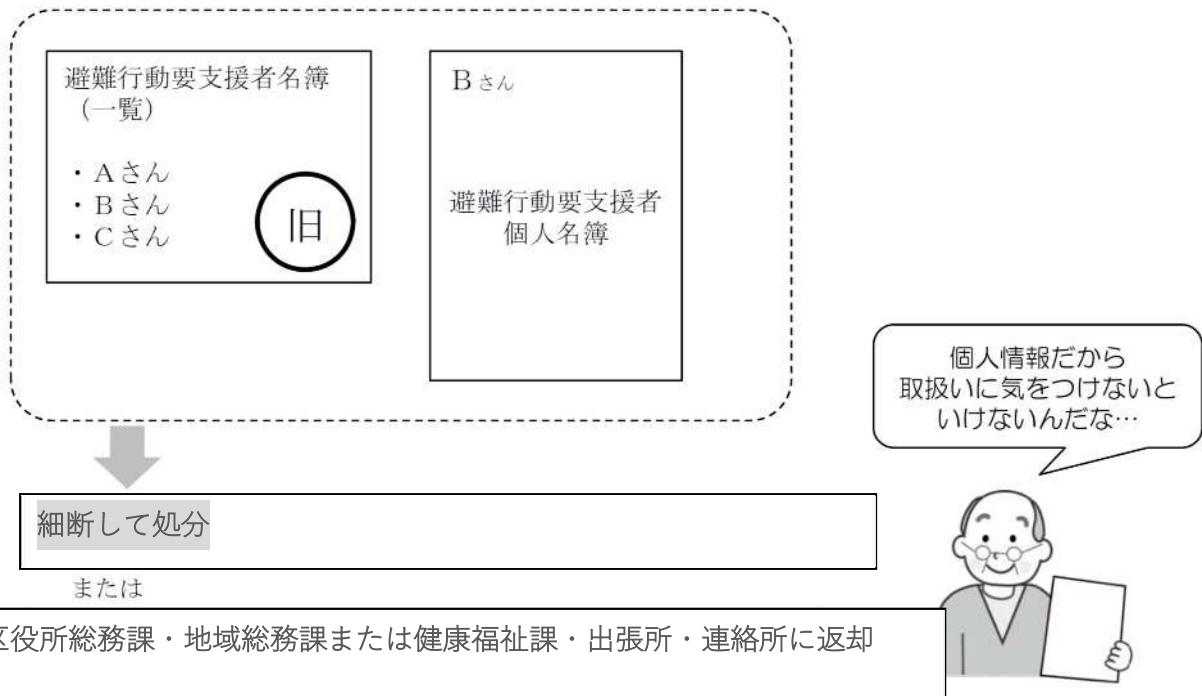 避難行動要支援者名簿
（一覧）
・Aさん
・Bさん
・Cさん
旧
Bさん
避難行動要支援者
個人名簿
個人情報だから
取扱いに気をつけないと
いけないんだな…
細断して処分
または
区役所総務課・地域総務課または健康福祉課・出張所・連絡所に返却